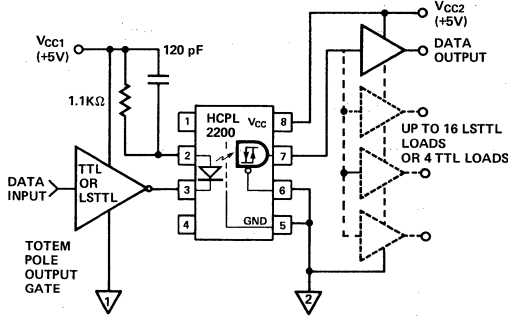 VCC1
(+5V)
120 pF
1.1KΩ
VCC2
(+5V)
DATA
OUTPUT
HCPL
2200
VCC
GND
1
2
3
4
8
7
6
5
UP TO 16 LSTTL
LOADS
OR 4 TTL LOADS
DATA
INPUT
TTL
OR
LSTTL
TOTEM
POLE
OUTPUT
GATE
1
2